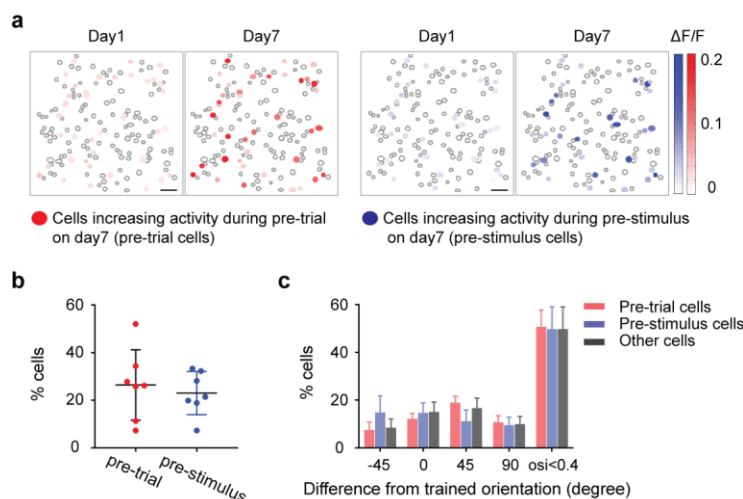 a
Day1 Day7 Day1 Day7 ΔF/F
0.2
0.1
0
Cells increasing activity during pre-trial
on day7 (pre-trial cells)
Cells increasing activity during pre-stimulus
on day7 (pre-stimulus cells)
b
% cells
60
40
20
0
pre-trial
pre-stimulus
c
% cells
60
40
20
0
-45 0 45 90 osi<0.4
Difference from trained orientation (degree)
Pre-trial cells
Pre-stimulus cells
Other cells